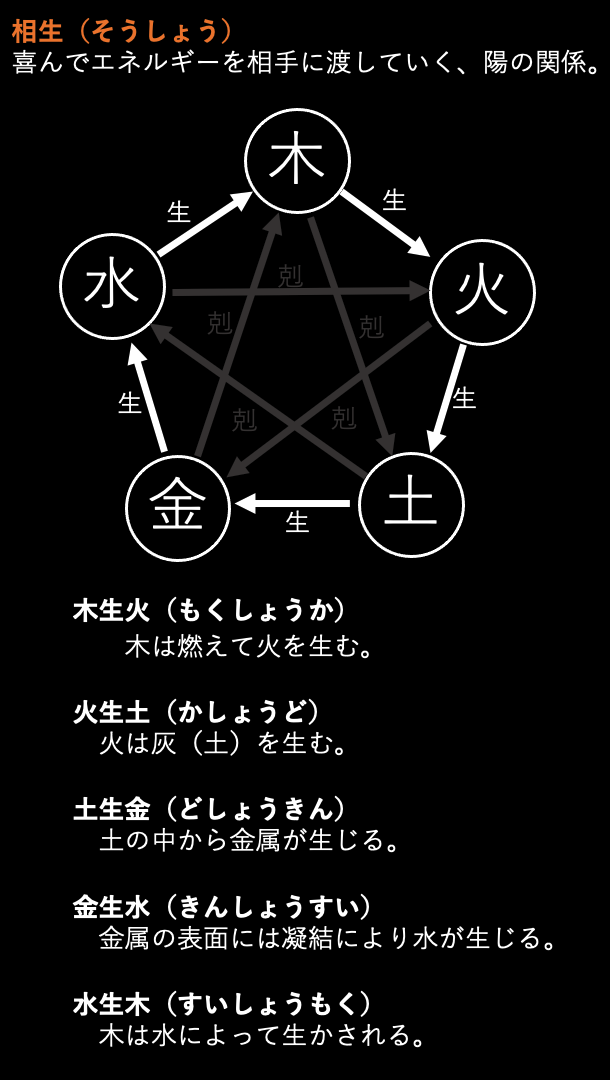 相生（そうしょう）
喜んでエネルギーを相手に渡していく、陽の関係。
木
生
生
水
火
剋
剋
剋
生
生
剋
剋
金
土
生
木生火（もくしょうか）
木は燃えて火を生む。
火生土（かしょうど）
火は灰（土）を生む。
土生金（どしょうきん）
土の中から金属が生じる。
金生水（きんしょうすい）
金属の表面には凝結により水が生じる。
水生木（すいしょうもく）
木は水によって生かされる。